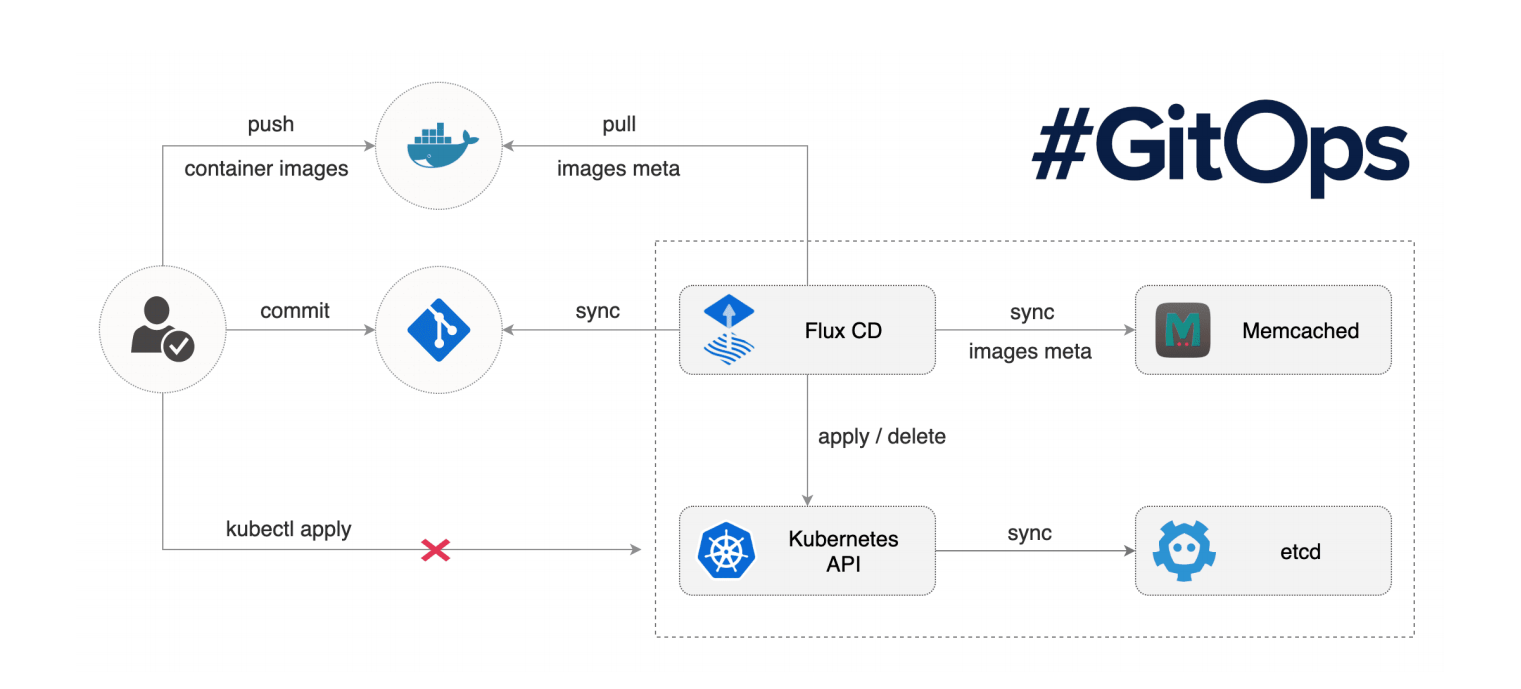 #GitOps
push
container images
pull
images meta
commit
sync
Flux CD
sync
images meta
M
Memcached
apply / delete
kubectl apply
Kubernetes
API
sync
etcd